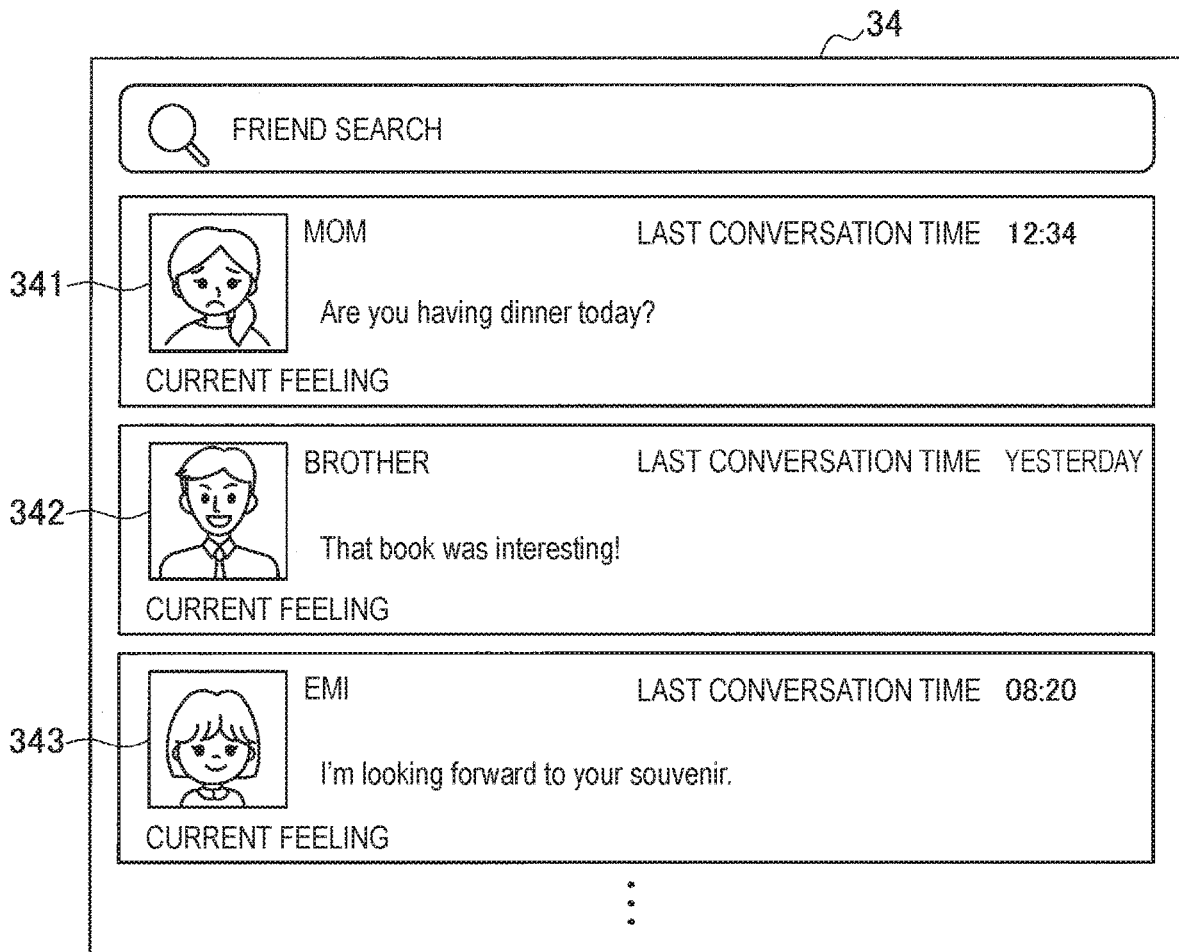 34
FRIEND SEARCH
MOM LAST CONVERSATION TIME 12:34
341
Are you having dinner today?
CURRENT FEELING
BROTHER LAST CONVERSATION TIME YESTERDAY
342
That book was interesting!
CURRENT FEELING
EMI LAST CONVERSATION TIME 08:20
343
I'm looking forward to your souvenir.
CURRENT FEELING